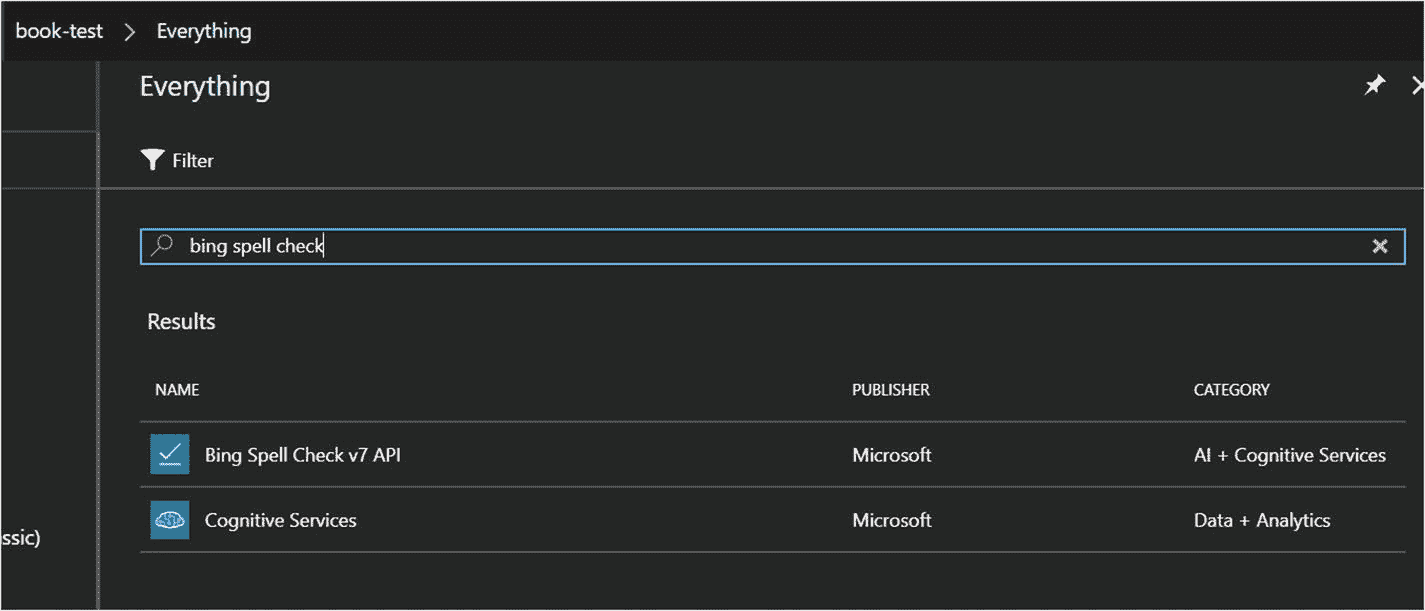 book-test > Everything
Everything
Filter
bing spell check
Results
NAME PUBLISHER CATEGORY
Bing Spell Check v7 API Microsoft AI + Cognitive Services
Cognitive Services Microsoft Data + Analytics
ssic)